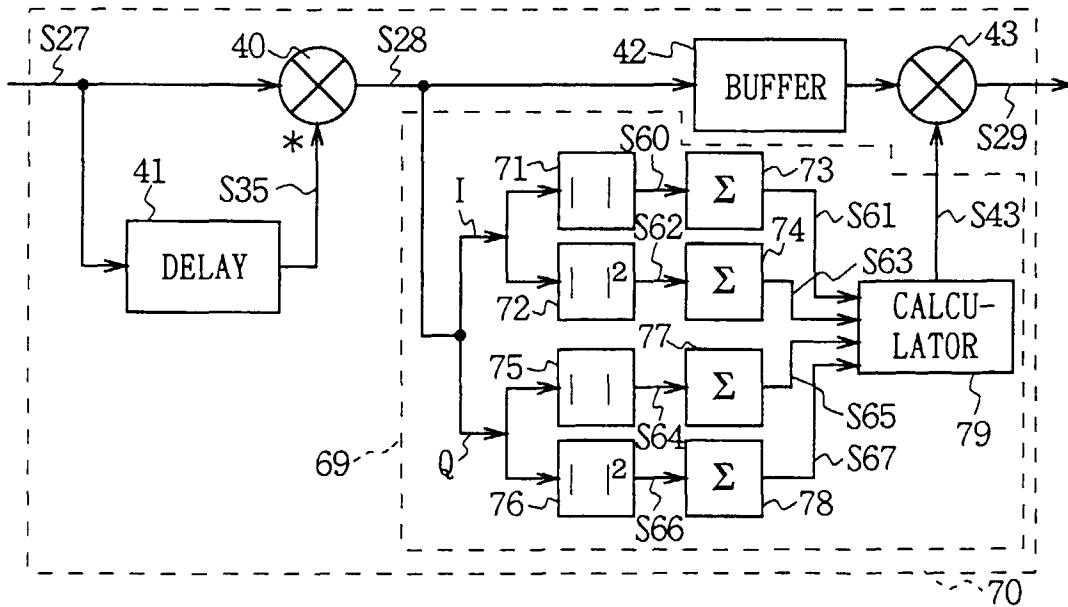 S27
40
S28
42
43
BUFFER
*
S29
S35
41
DELAY
71
S60
73
| |
Σ
S61
S43
I
S62
74
S63
| | 2
Σ
72
CALCU-
LATOR
75
77
| |
Σ
S64
S65
79
69
Q
| | 2
Σ
S67
76
S66
78
70